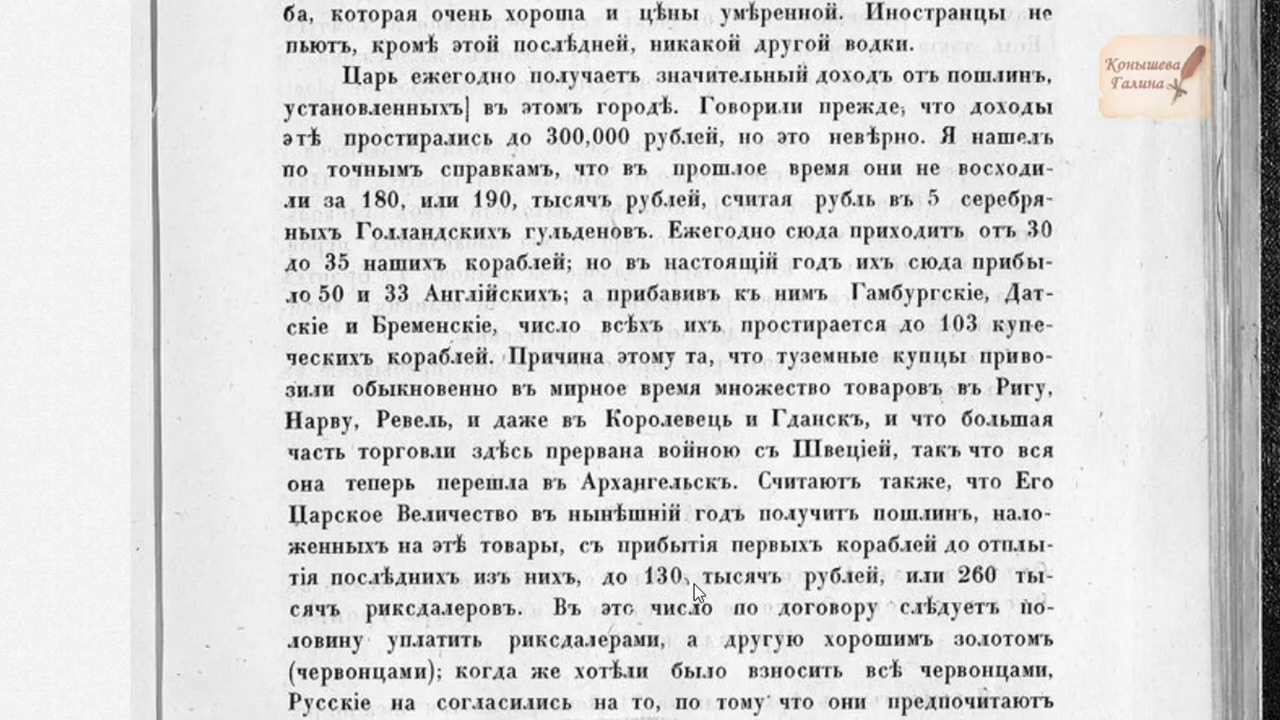 ба, которая очень хороша и цѣны умѣренной. Иностранцы не
пьютъ, кромѣ этой послѣдней, никакой другой водки.
Царь ежегодно получаетъ значительный доходъ отъ пошлинъ,
установленныхъ въ этомъ городѣ. Говорили прежде, что доходы
этѣ простирались до 300,000 рублей, но это невѣрно. Я нашелъ
по точнымъ справкамъ, что въ прошлое время они не восходи-
ли за 180, или 190, тысячъ рублей, считая рубль въ 5 серебря-
ныхъ Голландскихъ гульденовъ. Ежегодно сюда приходитъ отъ 30
до 35 нашихъ кораблей; но въ настоящій годъ ихъ сюда прибы-
ло 50 и 33 Англійскихъ; а прибавивъ къ нимъ Гамбургскіе, Дат-
скіе и Бременскіе, число всѣхъ ихъ простирается до 103 купе-
ческихъ кораблей. Причина этому та, что туземные купцы приво-
зили обыкновенно въ мирное время множество товаровъ въ Ригу,
Нарву, Ревель, и даже въ Королевець и Гданскъ, и что большая
часть торговли здѣсь прервана войною съ Швеціей, такъ что вся
она теперь перешла въ Архангельскъ. Считаютъ также, что Его
Царское Величество въ нынѣшній годъ получитъ пошлинъ, нало-
женныхъ на этѣ товары, съ прибытія первыхъ кораблей до отплы-
тія послѣднихъ изъ нихъ, до 130, тысячъ рублей, или 260 ты-
сячъ риксдалеровъ. Въ это число по договору слѣдуетъ по-
ловину уплатить риксдалерами, а другую хорошимъ золотомъ
(червонцами); когда же хотѣли было взносить всѣ червонцами,
Русскіе на согласились на то, по тому что они предпочитаютъ
Конышева
Галина